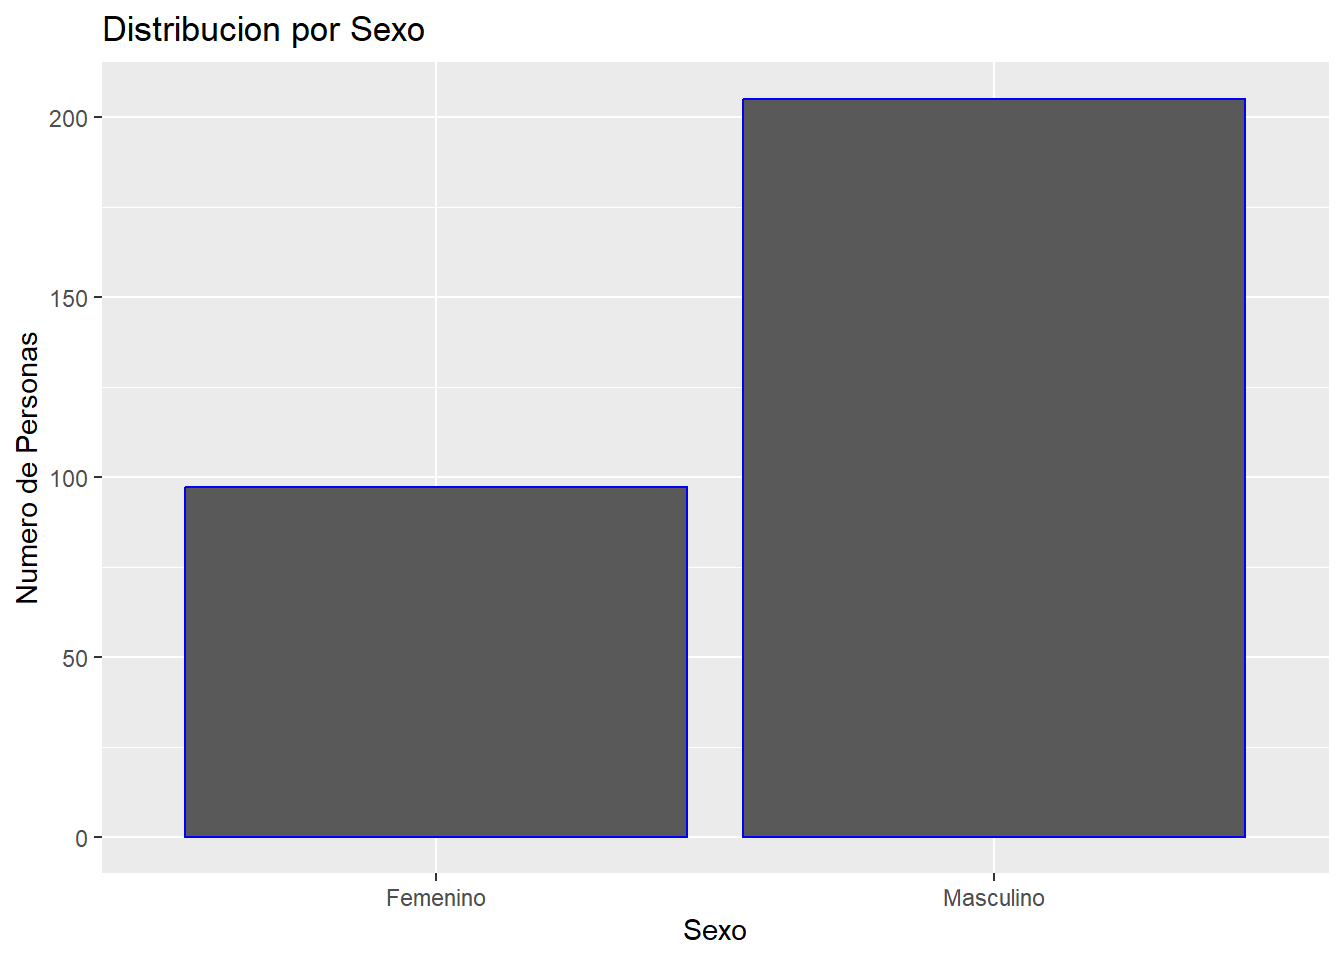 Distribucion por Sexo
Numero de Personas
200
150
100
50
0
Femenino
Masculino
Sexo